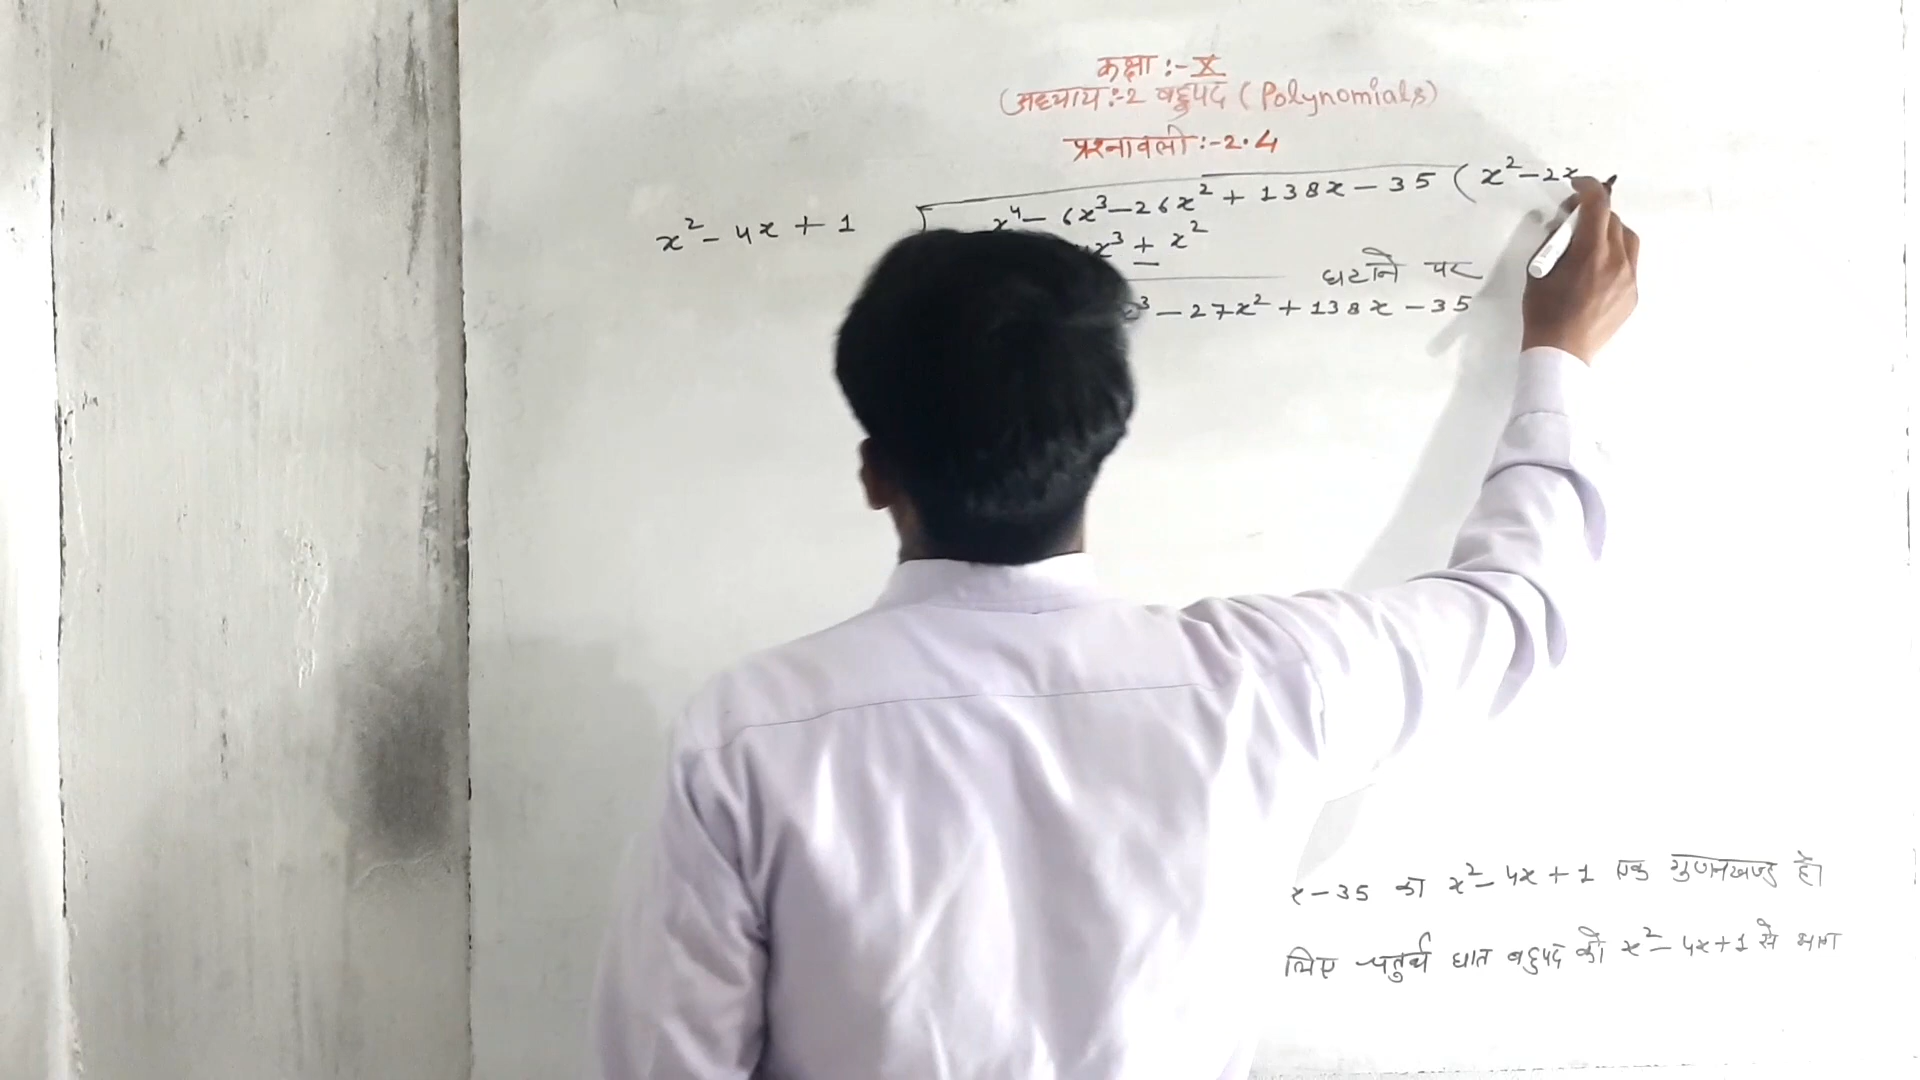 कक्षा :- X
अध्याय :- 2 बहुपद ( Polynomials )
प्रश्नावली :- 2.4
x² - 4x + 1 x⁴ - 6x³ - 26x² + 138x - 35 ( x² - 2x
x³ + x²
घटाने पर
x³ - 27x² + 138x - 35
x - 35 का x² - 4x + 1 एक गुणनखण्ड है।
लिए चतुर्थ घात बहुपद को x² - 4x + 1 से भाग